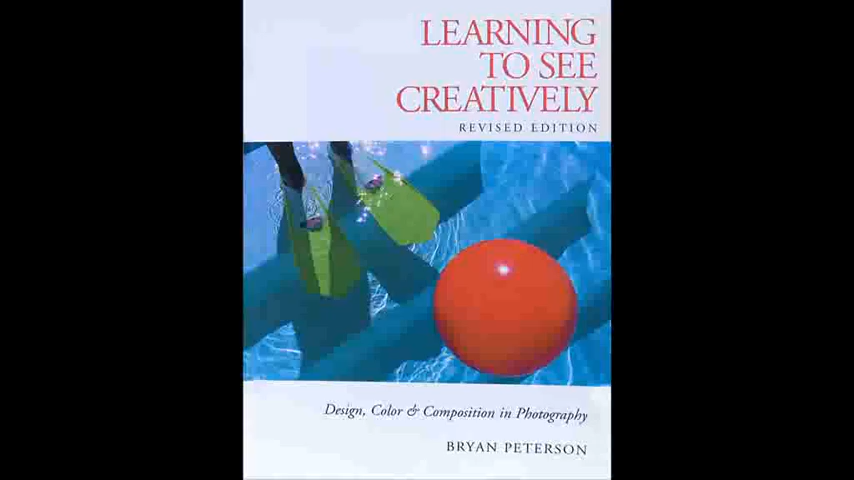 LEARNING
TO SEE
CREATIVELY
REVISED EDITION
Design, Color & Composition in Photography
BRYAN PETERSON